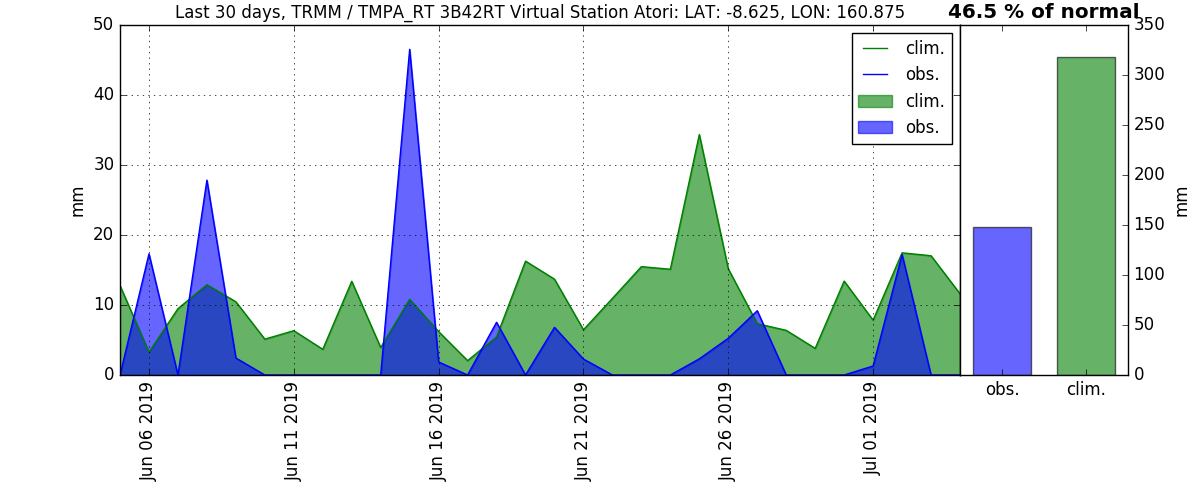 Last 30 days, TRMM / TMPA_RT 3B42RT Virtual Station Atori: LAT: -8.625, LON: 160.875
46.5 % of normal
50
40
30
20
10
0
mm
clim.
obs.
clim.
obs.
350
300
250
200
150
100
50
0
mm
Jun 06 2019
Jun 11 2019
Jun 16 2019
Jun 21 2019
Jun 26 2019
Jul 01 2019
obs.
clim.